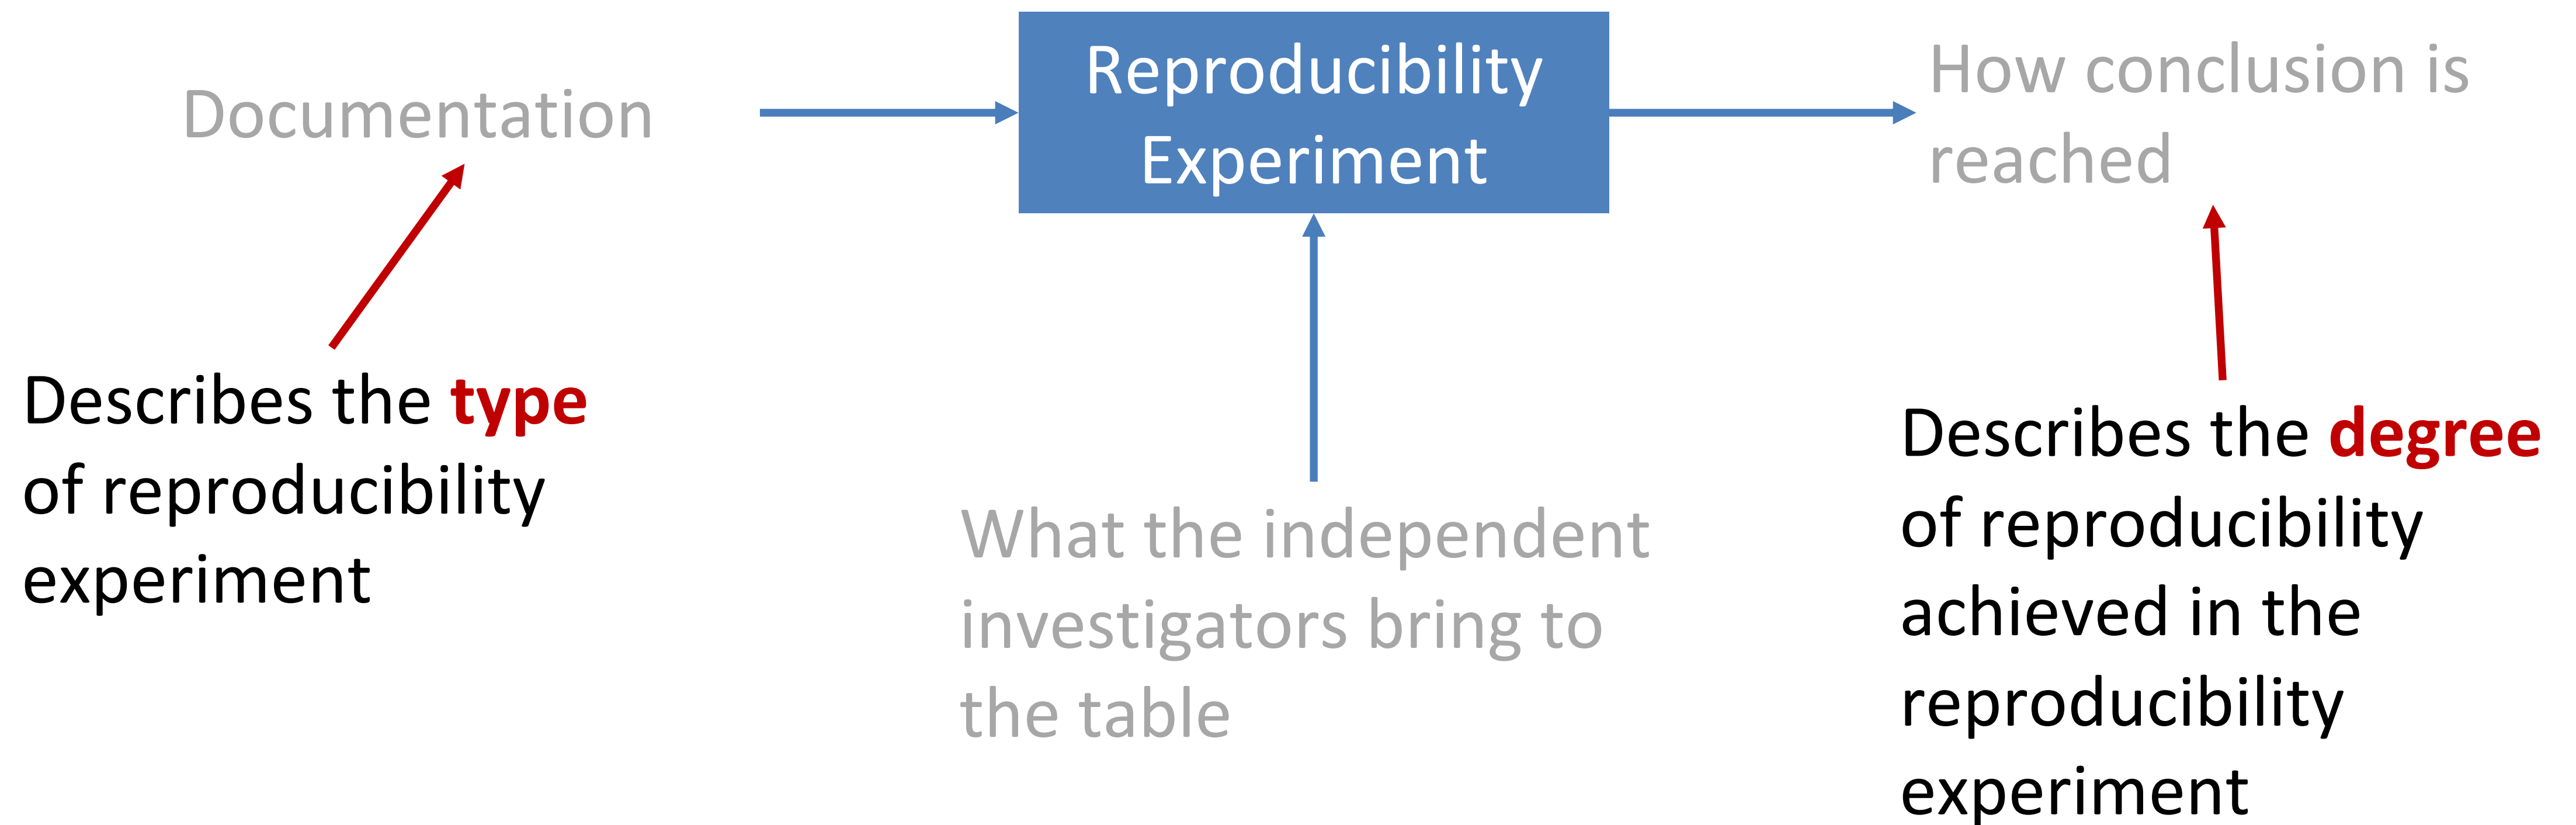 Documentation
Reproducibility
Experiment
How conclusion is
reached
Describes the type
of reproducibility
experiment
What the independent
investigators bring to
the table
Describes the degree
of reproducibility
achieved in the
reproducibility
experiment